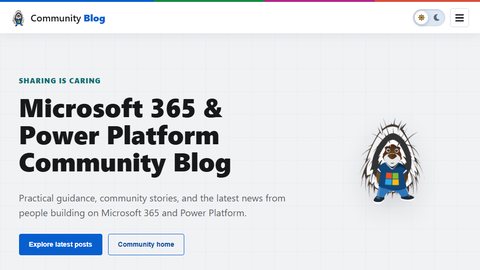 Community Blog
SHARING IS CARING
Microsoft 365 &
Power Platform
Community Blog
Practical guidance, community stories, and the latest news from
people building on Microsoft 365 and Power Platform.
Explore latest posts
Community home